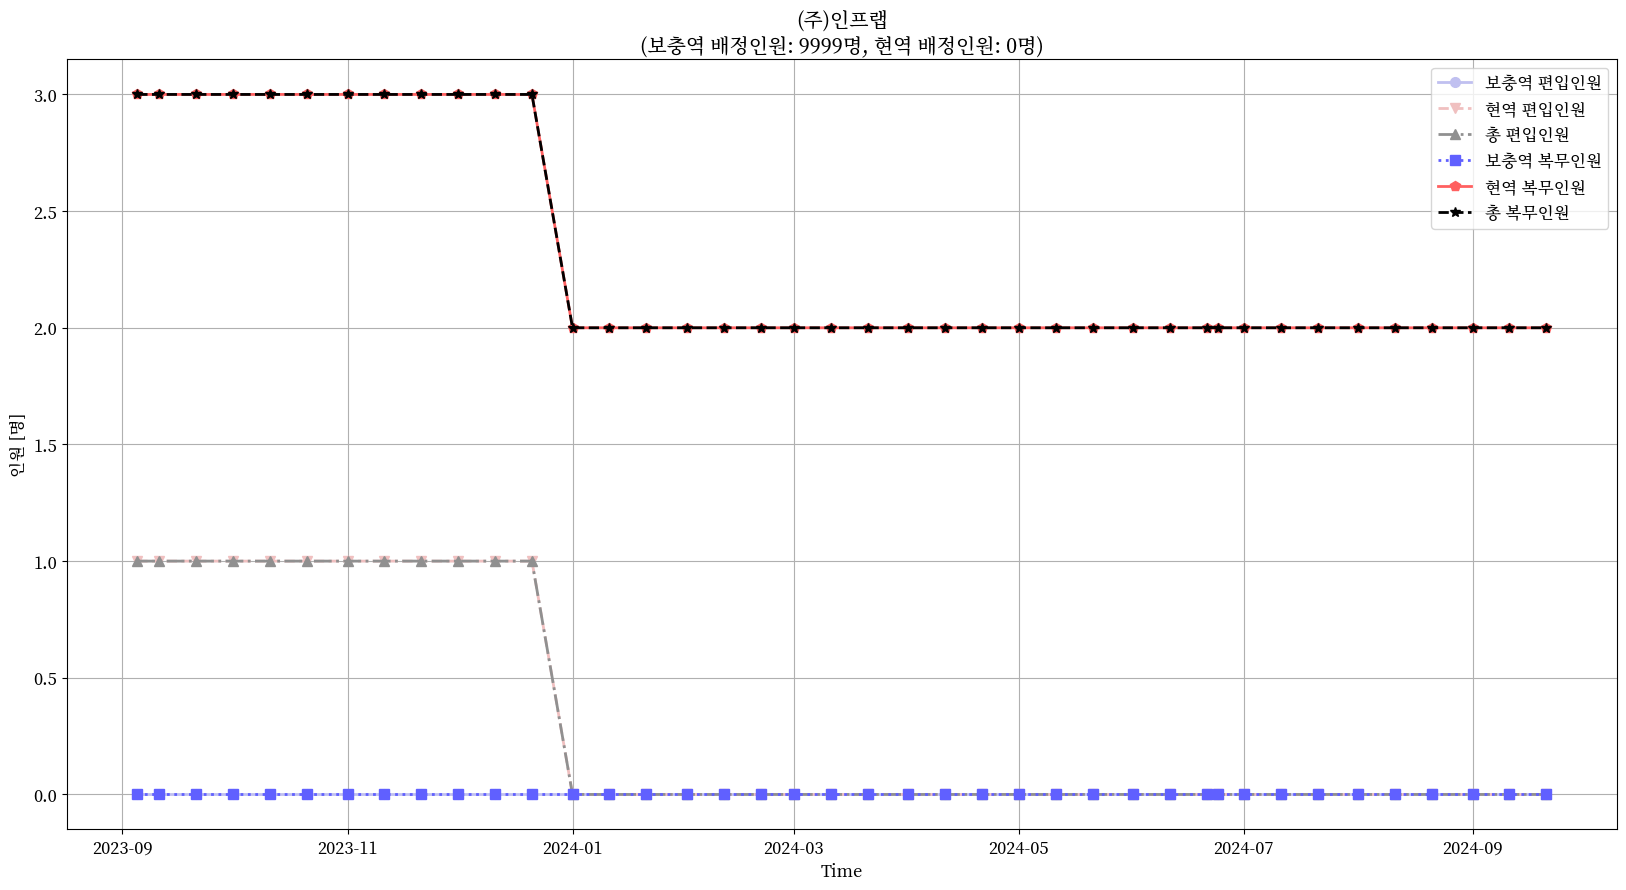 (주)인프랩
(보충역 배정인원: 9999명, 현역 배정인원: 0명)
보충역 편입인원
현역 편입인원
총 편입인원
보충역 복무인원
현역 복무인원
총 복무인원
인원 [명]
3.0
2.5
2.0
1.5
1.0
0.5
0.0
2023-09 2023-11 2024-01 2024-03 2024-05 2024-07 2024-09
Time